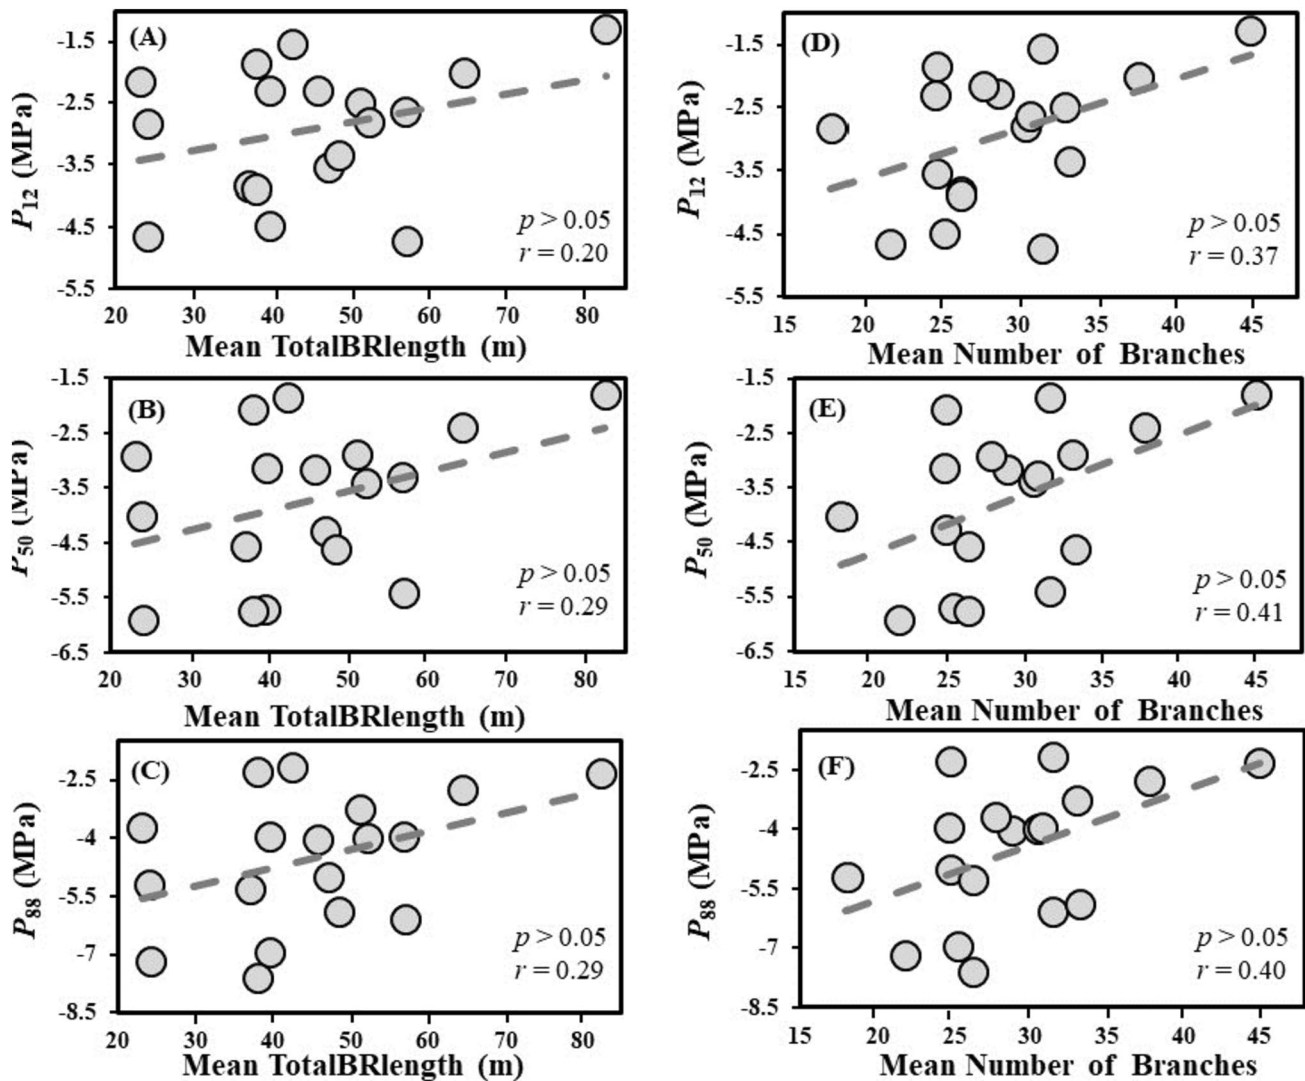 (A)
P12 (MPa)
-1.5
-2.5
-3.5
-4.5
-5.5
p > 0.05
r = 0.20
20 30 40 50 60 70 80
Mean TotalBRlength (m)
(D)
P12 (MPa)
-1.5
-2.5
-3.5
-4.5
-5.5
p > 0.05
r = 0.37
15 20 25 30 35 40 45
Mean Number of Branches
(B)
P50 (MPa)
-1.5
-2.5
-3.5
-4.5
-5.5
-6.5
p > 0.05
r = 0.29
20 30 40 50 60 70 80
Mean TotalBRlength (m)
(E)
P50 (MPa)
-1.5
-2.5
-3.5
-4.5
-5.5
-6.5
p > 0.05
r = 0.41
15 20 25 30 35 40 45
Mean Number of Branches
(C)
P88 (MPa)
-2.5
-4
-5.5
-7
-8.5
p > 0.05
r = 0.29
20 30 40 50 60 70 80
Mean TotalBRlength (m)
(F)
P88 (MPa)
-2.5
-4
-5.5
-7
-8.5
p > 0.05
r = 0.40
15 20 25 30 35 40 45
Mean Number of Branches